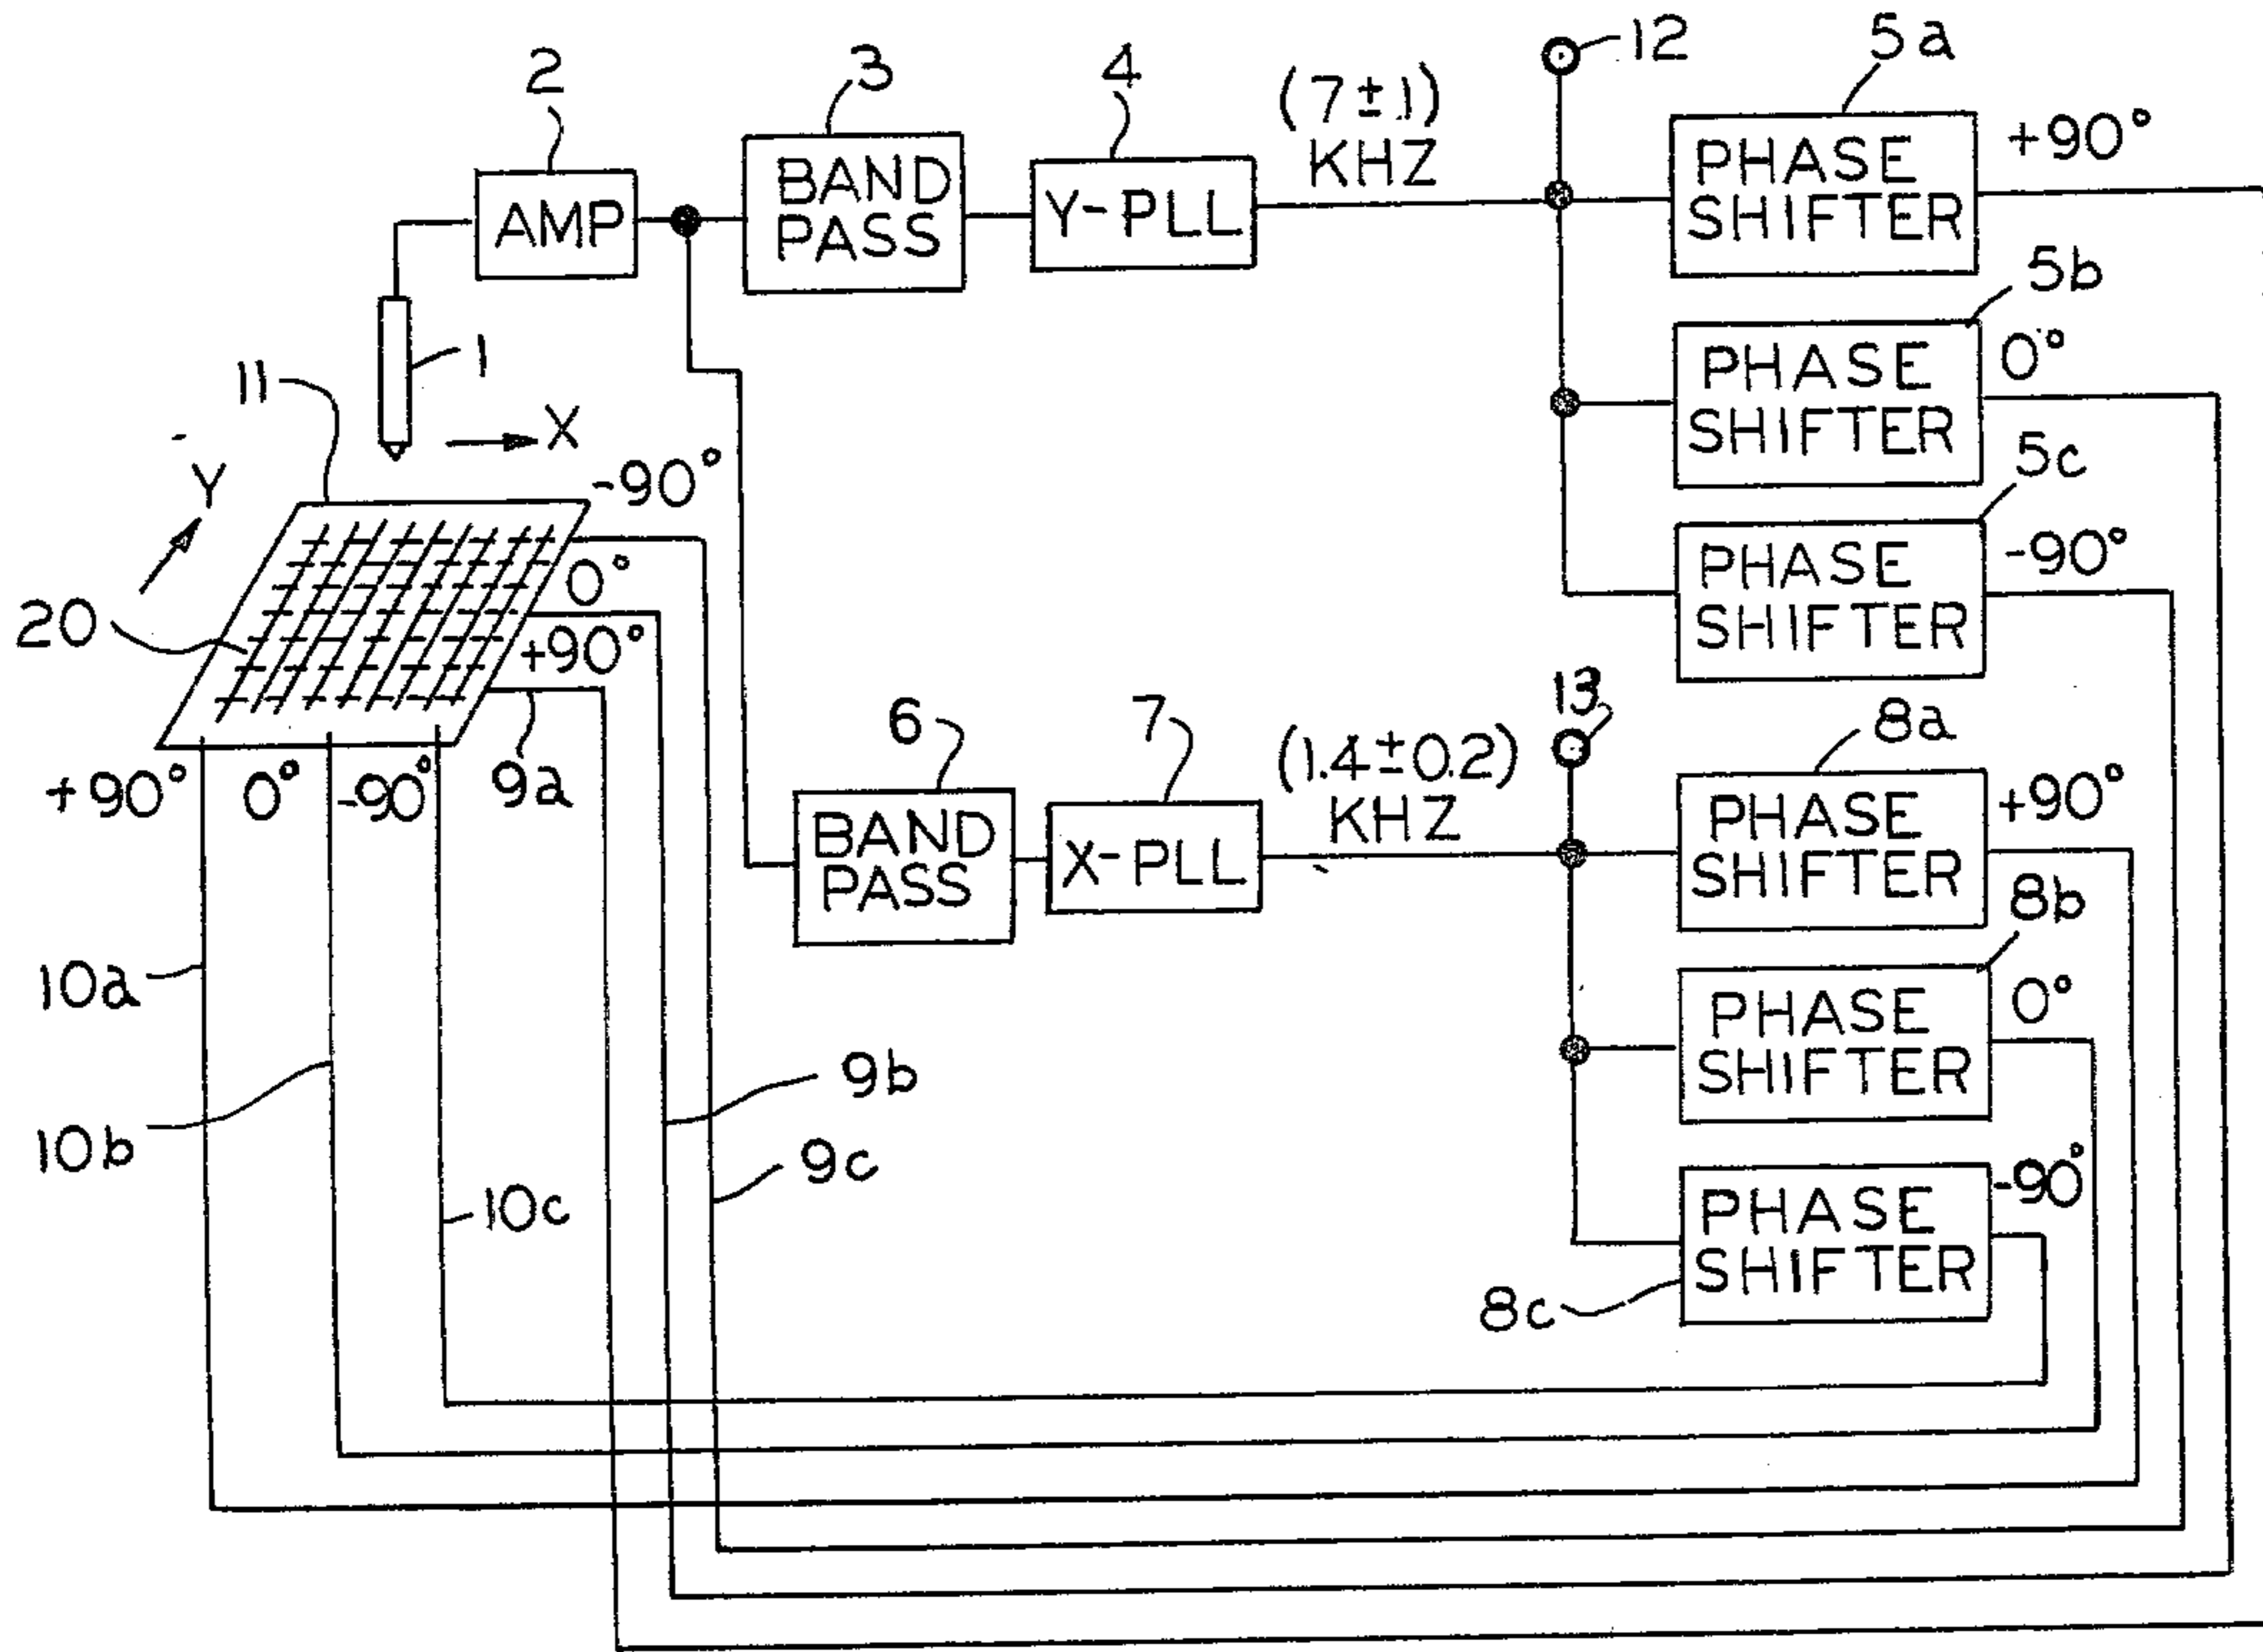 2
3
4
(7±.1)
KHZ
12
5a
AMP
BAND
PASS
Y-PLL
PHASE
SHIFTER
+90°
1
11
X
Y
-90°
5b
PHASE
SHIFTER
0°
5c
PHASE
SHIFTER
-90°
20
0°
+90°
+90°
0°
-90°
9a
6
7
(1.4±0.2)
KHZ
13
8a
BAND
PASS
X-PLL
PHASE
SHIFTER
+90°
8b
PHASE
SHIFTER
0°
10a
10b
9b
9c
10c
PHASE
SHIFTER
-90°
8c